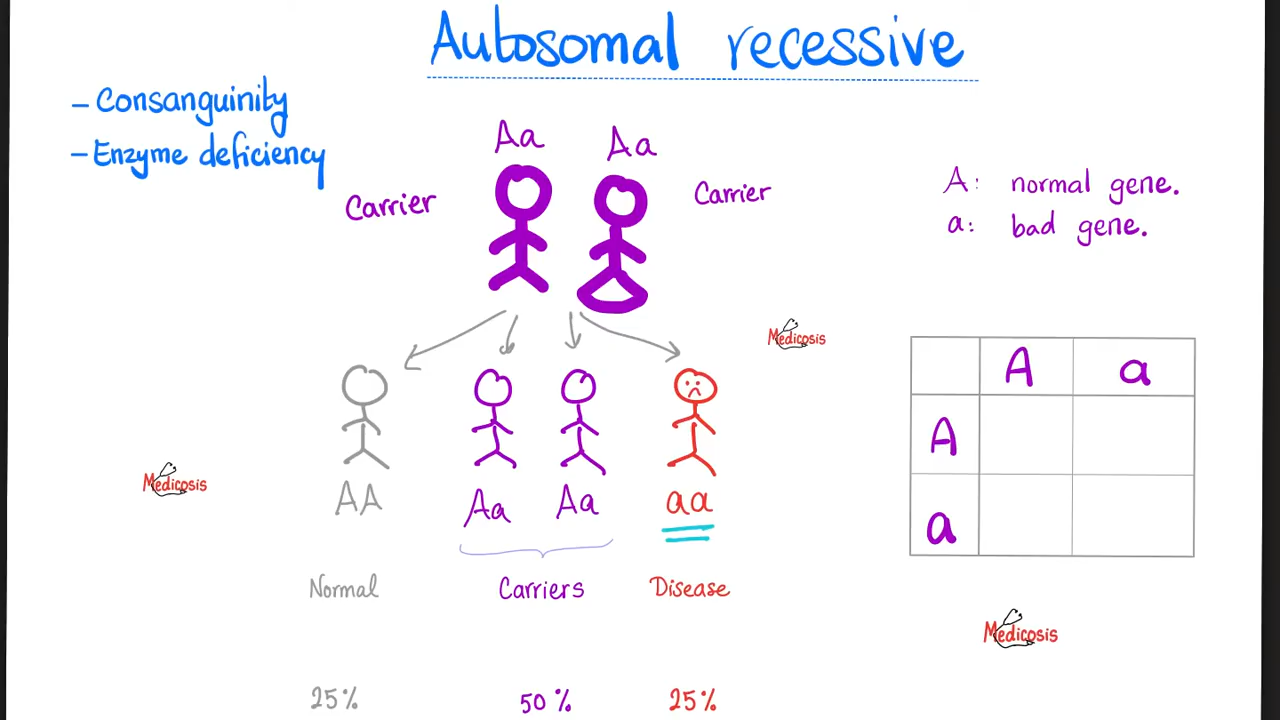 Autosomal recessive
- Consanguinity
- Enzyme deficiency
Aa Aa
Carrier Carrier
A: normal gene.
a: bad gene.
Medicosis
A a
A
a
Medicosis
AA Aa Aa aa
Normal Carriers Disease
Medicosis
25% 50% 25%